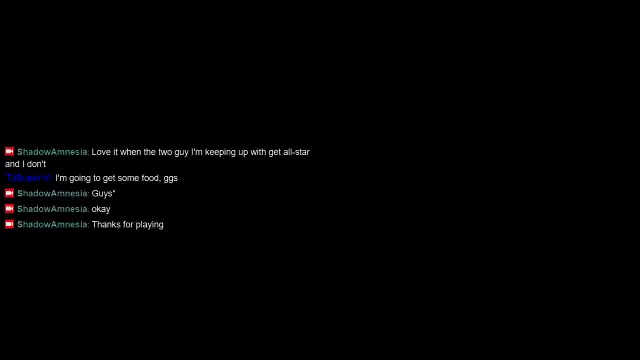 ShadowAmnesia: Love it when the two guy I'm keeping up with get all-star
and I don't
I'm going to get some food, ggs
ShadowAmnesia: Guys*
ShadowAmnesia: okay
ShadowAmnesia: Thanks for playing